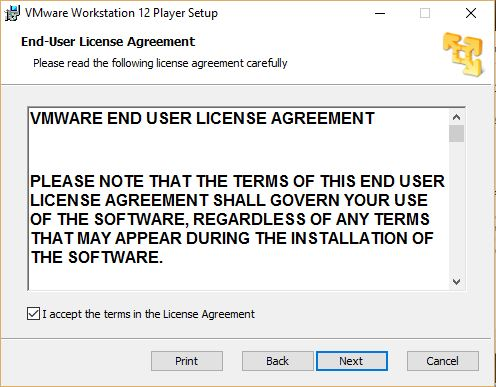 VMware Workstation 12 Player Setup
End-User License Agreement
Please read the following license agreement carefully
VMWARE END USER LICENSE AGREEMENT
PLEASE NOTE THAT THE TERMS OF THIS END USER
LICENSE AGREEMENT SHALL GOVERN YOUR USE
OF THE SOFTWARE, REGARDLESS OF ANY TERMS
THAT MAY APPEAR DURING THE INSTALLATION OF
THE SOFTWARE.
I accept the terms in the License Agreement
Print Back Next Cancel